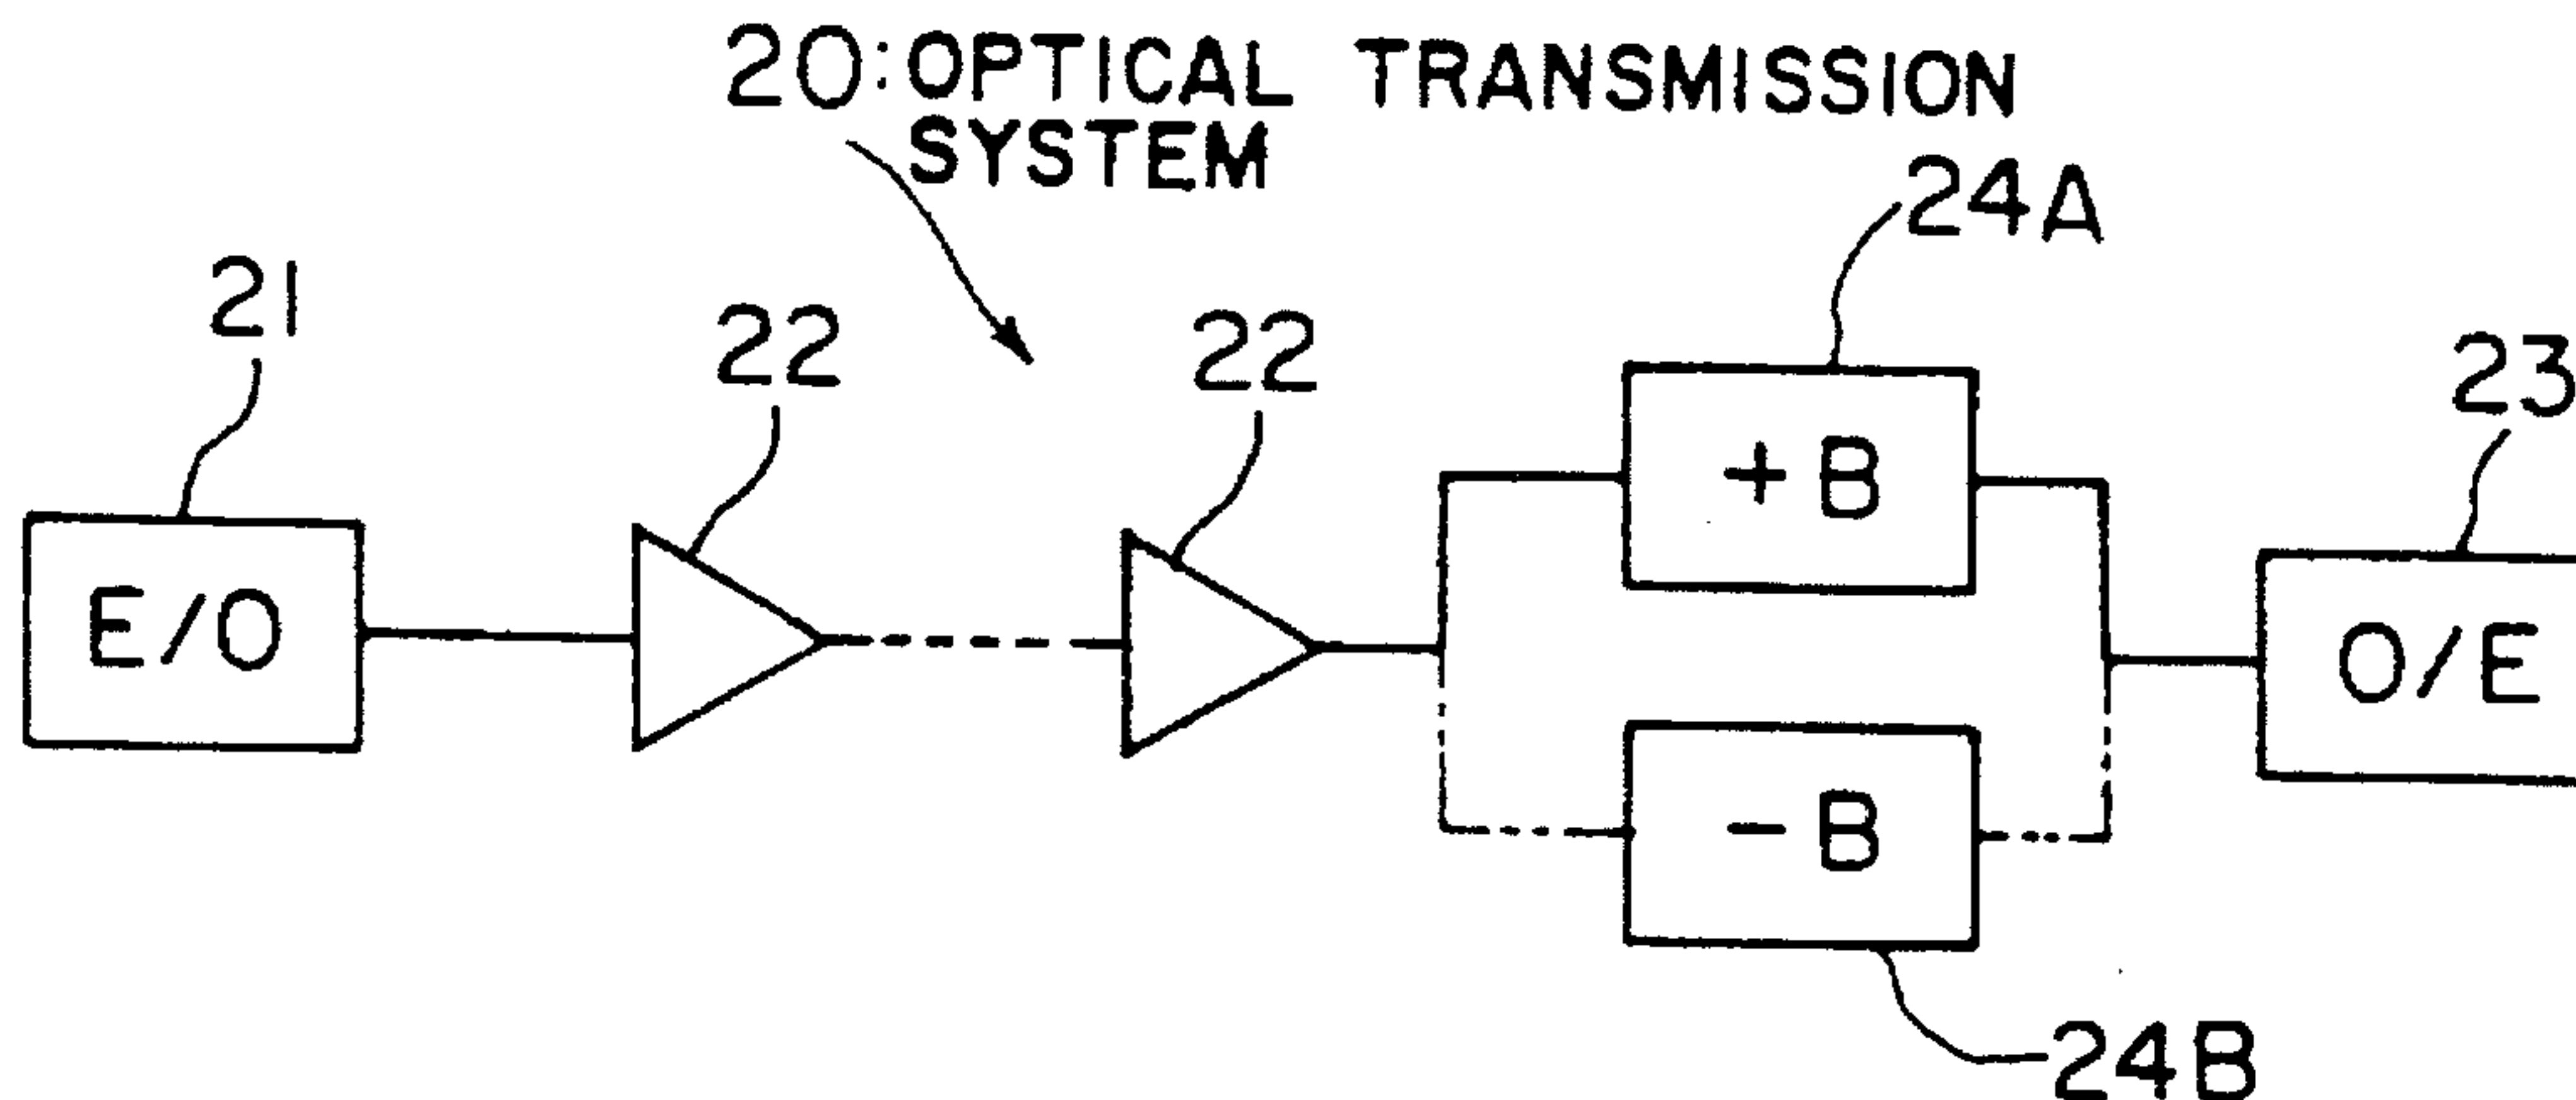 20: OPTICAL TRANSMISSION
SYSTEM
24A
21
22
22
23
+B
E/O
O/E
-B
24B